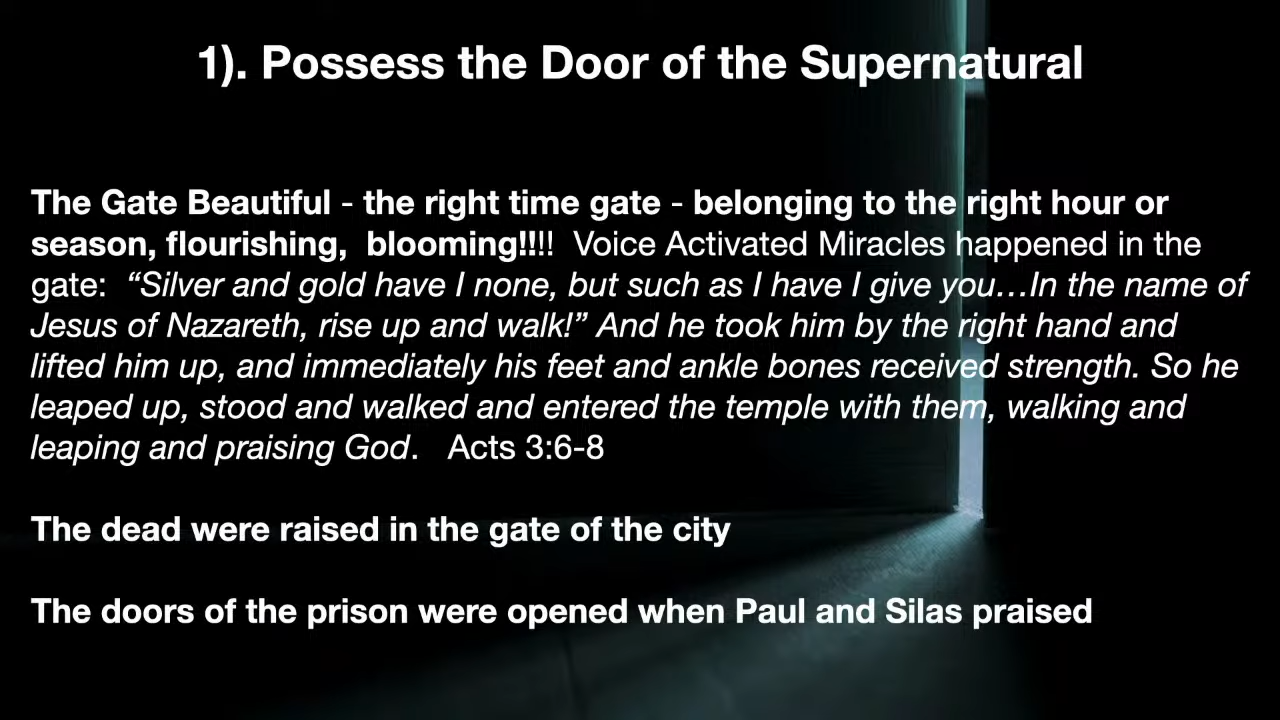 1). Possess the Door of the Supernatural
The Gate Beautiful - the right time gate - belonging to the right hour or
season, flourishing,  blooming!!!!  Voice Activated Miracles happened in the
gate:  “Silver and gold have I none, but such as I have I give you…In the name of
Jesus of Nazareth, rise up and walk!” And he took him by the right hand and
lifted him up, and immediately his feet and ankle bones received strength. So he
leaped up, stood and walked and entered the temple with them, walking and
leaping and praising God.   Acts 3:6-8
The dead were raised in the gate of the city
The doors of the prison were opened when Paul and Silas praised